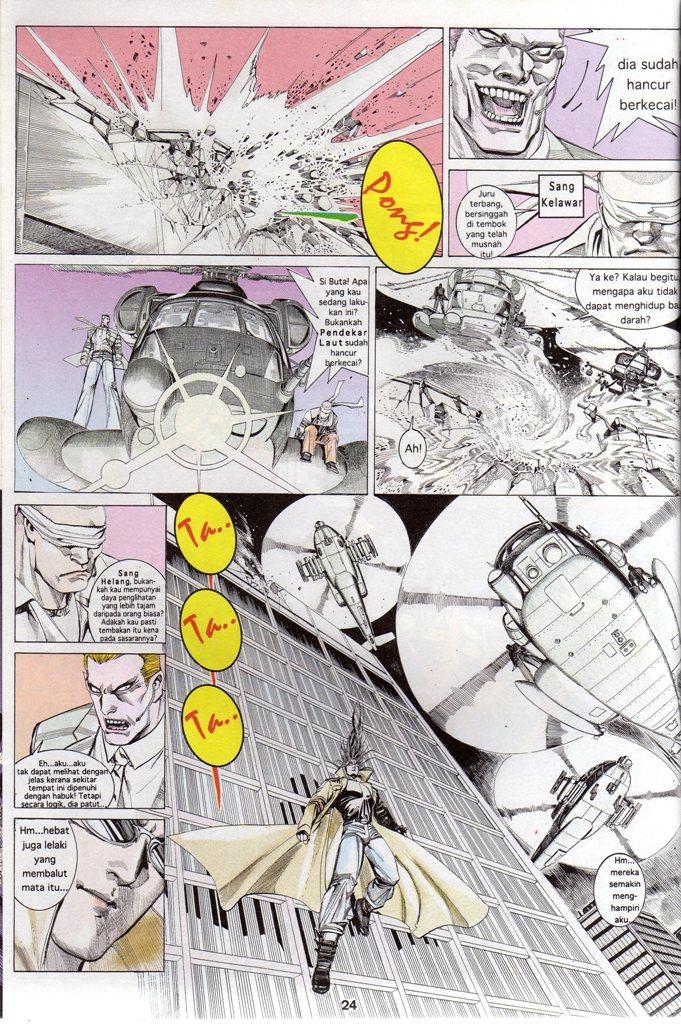 Pong!
dia sudah
hancur
berkecai!
Juru
terbang,
bersinggah
di tembok
yang telah
musnah
itu!
Sang
Kelawar
Si Buta! Apa
yang kau
sedang laku-
kan ini?
Bukankah
Pendekar
Laut sudah
hancur
berkecai?
Ya ke? Kalau begitu
mengapa aku tidak
dapat menghidup ba
darah?
Ah!
Sang
Helang, bukan-
kah kau mempunyai
daya penglihatan
yang lebih tajam
daripada orang biasa?
Adakah kau pasti
tembakan itu kena
pada sasarannya?
Eh...aku...aku
tak dapat melihat dengan
jelas kerana sekitar
tempat ini dipenuhi
dengan habuk! Tetapi
secara logik, dia patut...
Hm...hebat
juga lelaki
yang
membalut
mata itu...
Ta..
Ta..
Ta..
Hm...
mereka
semakin
meng-
hampiri
aku.
24